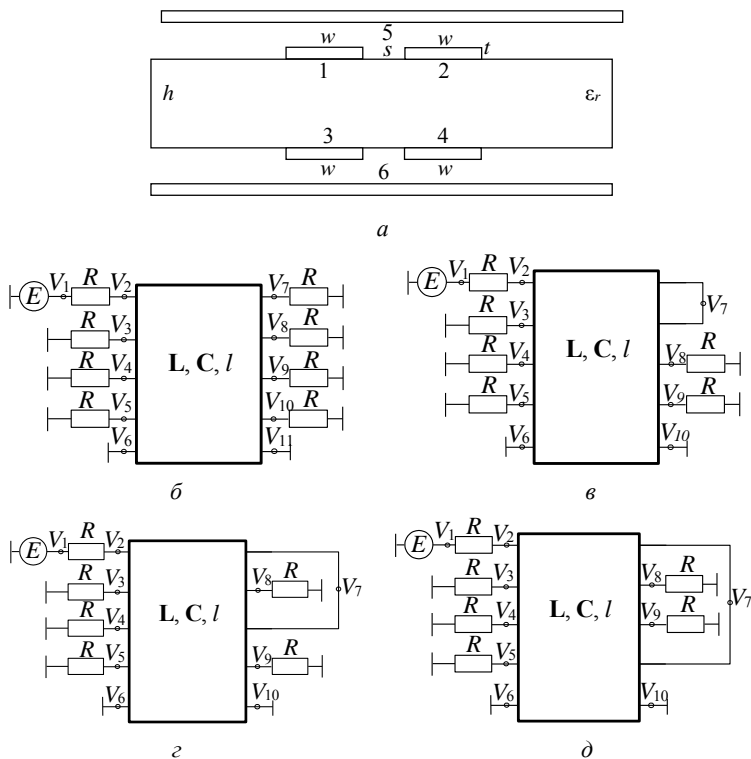 5
w s w t
1 2
h εr
3 4
w 6 w
а
E V1 R V2 V7 R
R V3 V8 R
R V4 L, C, l V9 R
R V5 V10 R
V6 V11
б
E V1 R V2
R V3 V7
R V4 L, C, l V8 R
R V5 V9 R
V6 V10
в
E V1 R V2
R V3 V8 R V7
R V4 L, C, l
R V5 V9 R
V6 V10
г
E V1 R V2
R V3 V8 R
R V4 L, C, l V9 R V7
R V5
V6 V10
д